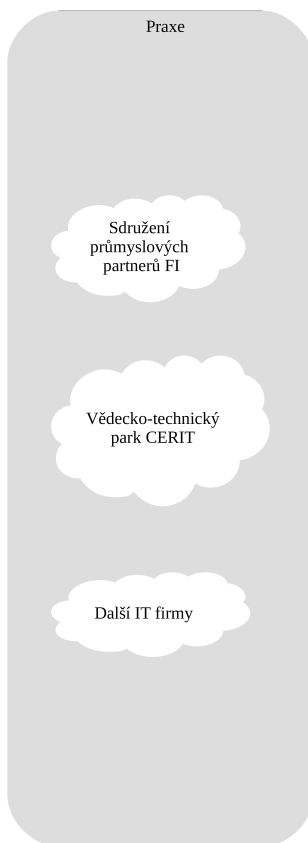 Praxe
Sdružení
průmyslových
partnerů FI
Vědecko-technický
park CERIT
Další IT firmy